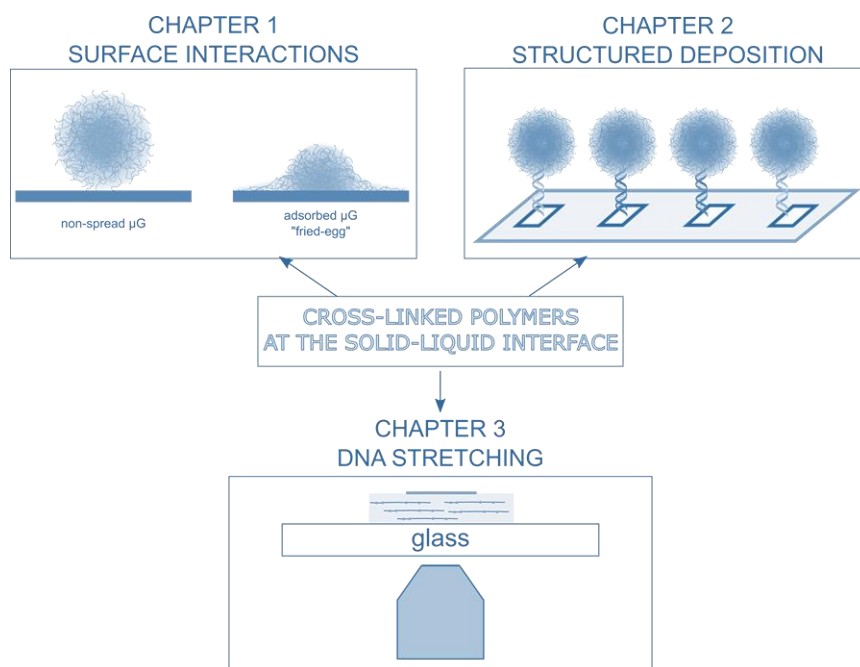 CHAPTER 1
SURFACE INTERACTIONS
non-spread µG
adsorbed µG
"fried-egg"
CHAPTER 2
STRUCTURED DEPOSITION
CROSS-LINKED POLYMERS
AT THE SOLID-LIQUID INTERFACE
CHAPTER 3
DNA STRETCHING
glass